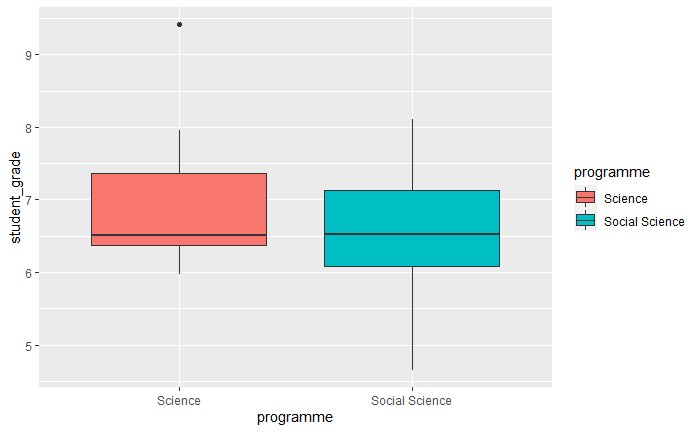 student_grade
9
8
7
6
5
Science
Social Science
programme
programme
Science
Social Science